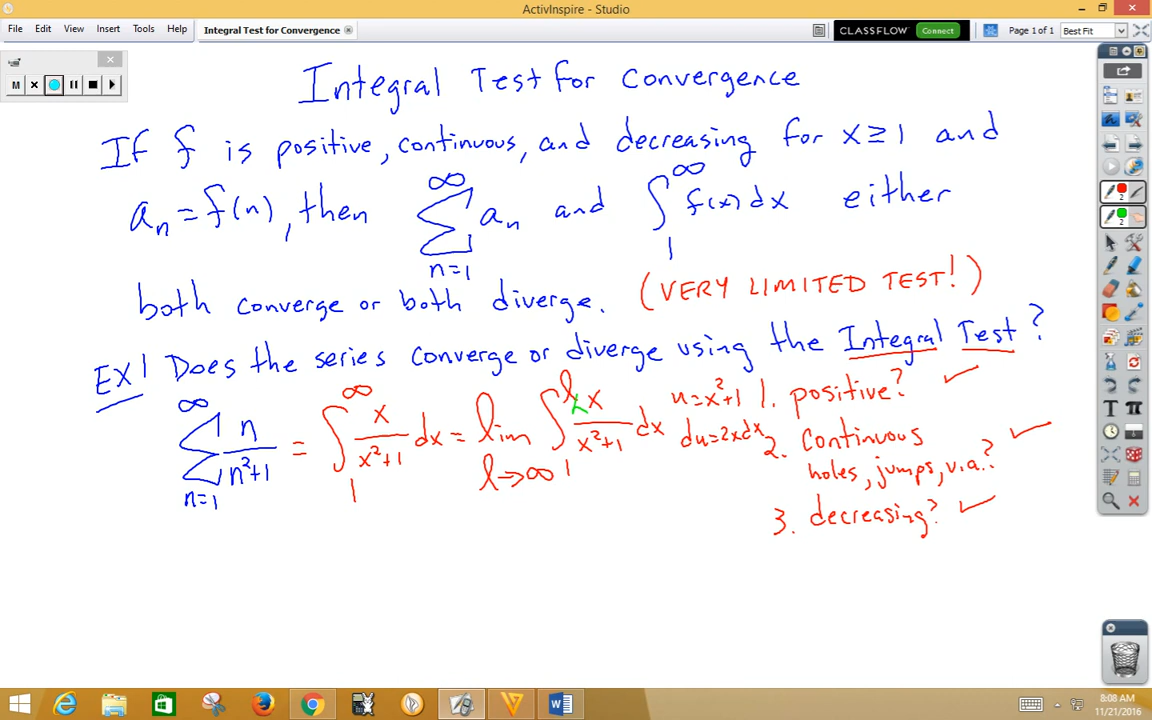 ActivInspire - Studio
File Edit View Insert Tools Help Integral Test for Convergence CLASSFLOW Connect Page 1 of 1 Best Fit
M
Integral Test for Convergence
If f is positive, continuous, and decreasing for x ≥ 1 and
aₙ = f(n), then ∞∑n=1 aₙ and ∫₁^∞ f(x) dx either
both converge or both diverge. (VERY LIMITED TEST!)
EX1 Does the series converge or diverge using the Integral Test?
∞∑n=1 n/(n²+1) = ∫₁^∞ x/(x²+1) dx = lim l→∞ ∫₁^l 2x/(x²+1) dx
u = x²+1
du = 2x dx
1. positive? ✓
2. continuous ✓
holes, jumps, v.a.?
3. decreasing? ✓
8:08 AM
11/21/2016